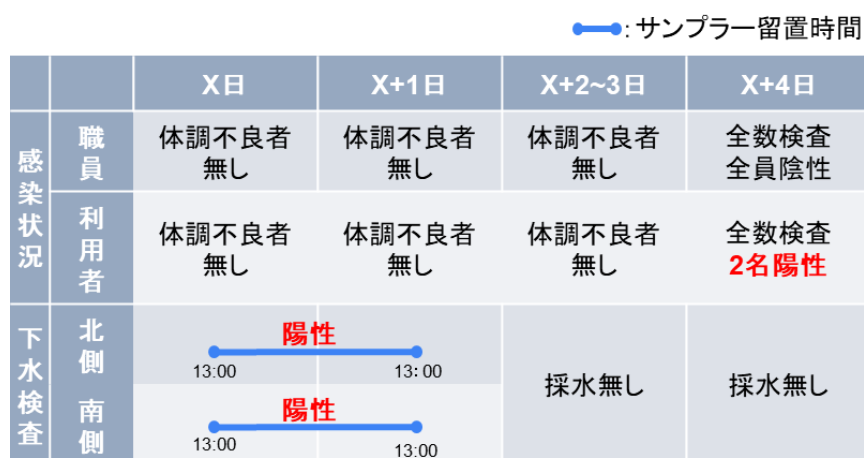 :サンプラー留置時間
X日 X+1日 X+2~3日 X+4日
感染状況
職員
体調不良者
無し
体調不良者
無し
体調不良者
無し
全数検査
全員陰性
利用者
体調不良者
無し
体調不良者
無し
体調不良者
無し
全数検査
2名陽性
下水検査
北側
陽性
13:00 13:00
南側
陽性
13:00 13:00
採水無し
採水無し